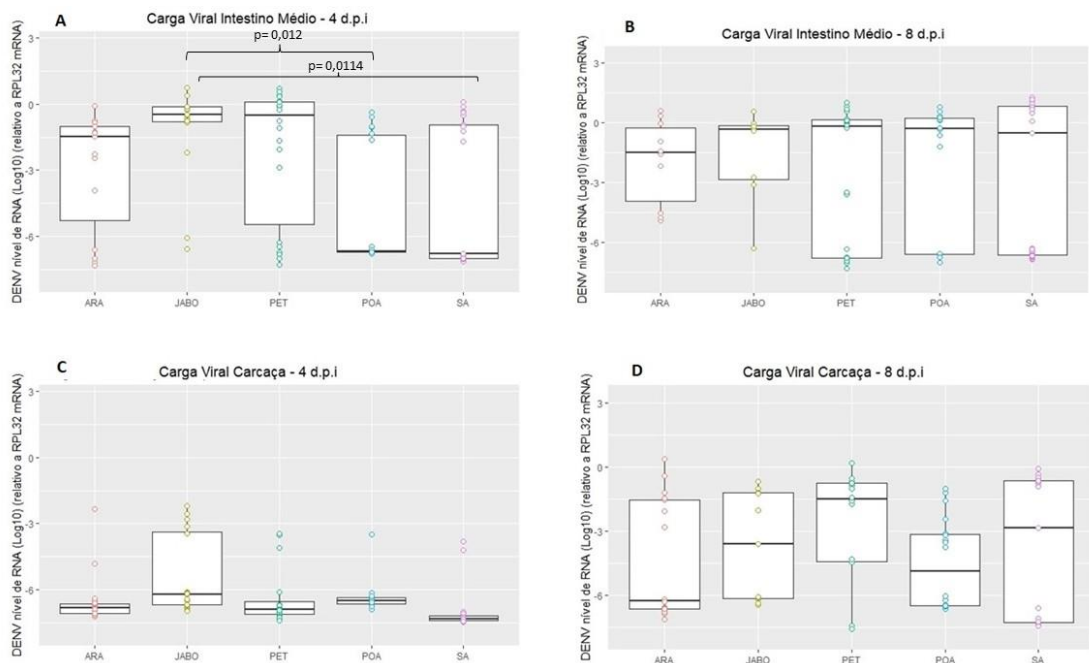 A
Carga Viral Intestino Médio - 4 d.p.i
p= 0,012
p= 0,0114
DENV nível de RNA (Log10) (relativo a RPL32 mRNA)
3
0
-3
-6
ARA JABO PET POA SA
B
Carga Viral Intestino Médio - 8 d.p.i
DENV nível de RNA (Log10) (relativo a RPL32 mRNA)
3
0
-3
-6
ARA JABO PET POA SA
C
Carga Viral Carcaça - 4 d.p.i
DENV nível de RNA (Log10) (relativo a RPL32 mRNA)
3
0
-3
-6
ARA JABO PET POA SA
D
Carga Viral Carcaça - 8 d.p.i
DENV nível de RNA (Log10) (relativo a RPL32 mRNA)
3
0
-3
-6
ARA JABO PET POA SA